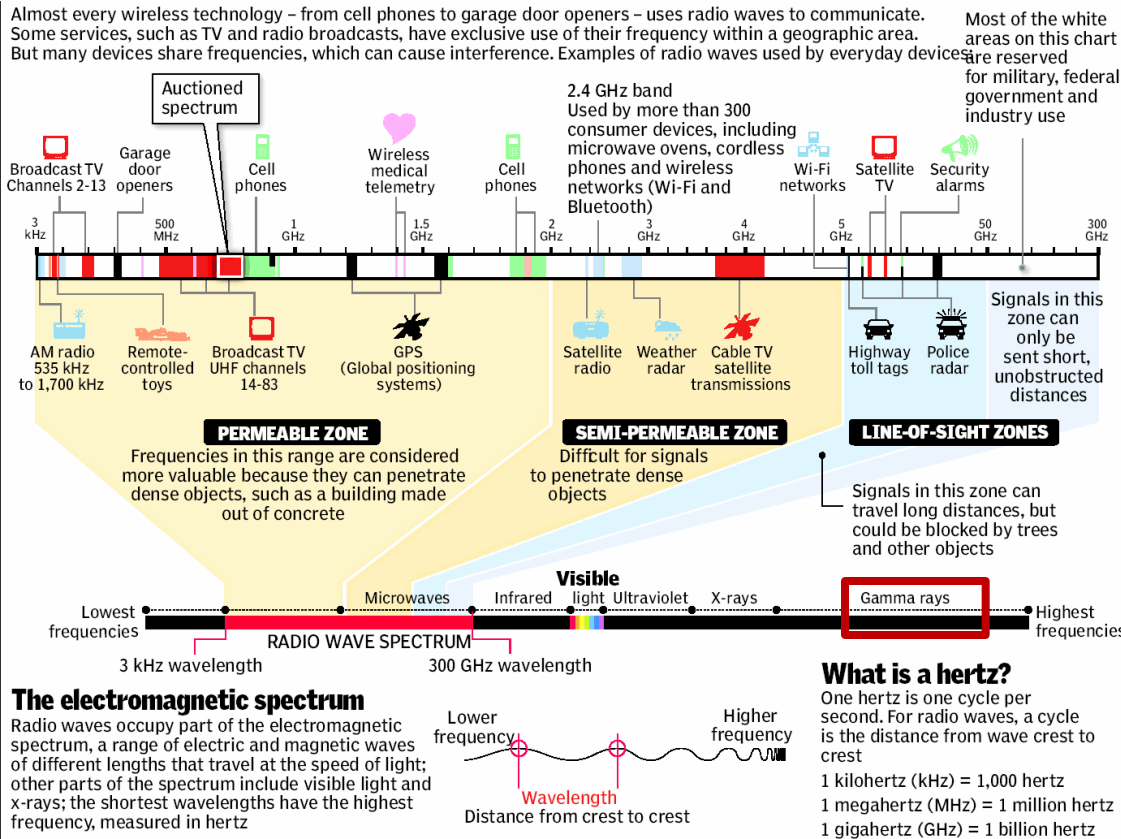 Almost every wireless technology – from cell phones to garage door openers – uses radio waves to communicate.
Some services, such as TV and radio broadcasts, have exclusive use of their frequency within a geographic area.
But many devices share frequencies, which can cause interference. Examples of radio waves used by everyday devices:
Most of the white
areas on this chart
are reserved
for military, federal
government and
industry use
Auctioned
spectrum
2.4 GHz band
Used by more than 300
consumer devices, including
microwave ovens, cordless
phones and wireless
networks (Wi-Fi and
Bluetooth)
Broadcast TV
Channels 2-13
Garage
door
openers
Cell
phones
Wireless
medical
telemetry
Cell
phones
Wi-Fi
networks
Satellite
TV
Security
alarms
3
kHz
500
MHz
1
GHz
1.5
GHz
2
GHz
3
GHz
4
GHz
5
GHz
50
GHz
300
GHz
AM radio
535 kHz
to 1,700 kHz
Remote-
controlled
toys
Broadcast TV
UHF channels
14-83
GPS
(Global positioning
systems)
Satellite
radio
Weather
radar
Cable TV
satellite
transmissions
Highway
toll tags
Police
radar
Signals in this
zone can
only be
sent short,
unobstructed
distances
PERMEABLE ZONE
Frequencies in this range are considered
more valuable because they can penetrate
dense objects, such as a building made
out of concrete
SEMI-PERMEABLE ZONE
Difficult for signals
to penetrate dense
objects
LINE-OF-SIGHT ZONES
Signals in this zone can
travel long distances, but
could be blocked by trees
and other objects
Lowest
frequencies
Microwaves
Infrared
Visible
light
Ultraviolet
X-rays
Gamma rays
Highest
frequencies
RADIO WAVE SPECTRUM
3 kHz wavelength
300 GHz wavelength
The electromagnetic spectrum
Radio waves occupy part of the electromagnetic
spectrum, a range of electric and magnetic waves
of different lengths that travel at the speed of light;
other parts of the spectrum include visible light and
x-rays; the shortest wavelengths have the highest
frequency, measured in hertz
Lower
frequency
Higher
frequency
Wavelength
Distance from crest to crest
What is a hertz?
One hertz is one cycle per
second. For radio waves, a cycle
is the distance from wave crest to
crest
1 kilohertz (kHz) = 1,000 hertz
1 megahertz (MHz) = 1 million hertz
1 gigahertz (GHz) = 1 billion hertz